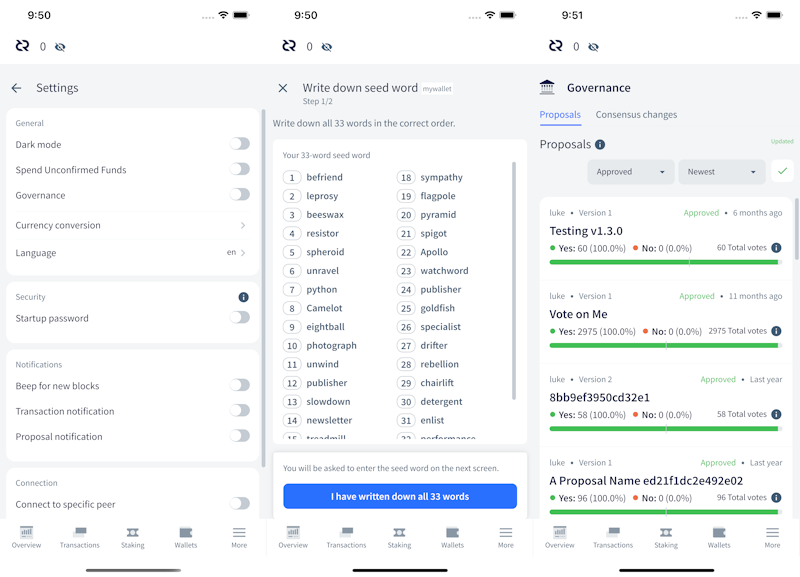 9:50
0
Settings
General
Dark mode
Spend Unconfirmed Funds
Governance
Currency conversion
Language en
Security
Startup password
Notifications
Beep for new blocks
Transaction notification
Proposal notification
Connection
Connect to specific peer
Overview Transactions Staking Wallets More
9:50
0
Write down seed word mywallet
Step 1/2
Write down all 33 words in the correct order.
Your 33-word seed word
1 befriend
2 leprosy
3 beeswax
4 resistor
5 spheroid
6 unravel
7 python
8 Camelot
9 eightball
10 photograph
11 unwind
12 publisher
13 slowdown
14 newsletter
15 treadmill
18 sympathy
19 flagpole
20 pyramid
21 spigot
22 Apollo
23 watchword
24 publisher
25 goldfish
26 specialist
27 drifter
28 rebellion
29 chairlift
30 detergent
31 enlist
32 performance
You will be asked to enter the seed word on the next screen.
I have written down all 33 words
Overview Transactions Staking Wallets More
9:51
0
Governance
Proposals Consensus changes
Proposals Updated
Approved Newest
luke • Version 1 Approved • 6 months ago
Testing v1.3.0
Yes: 60 (100.0%) No: 0 (0.0%) 60 Total votes
luke • Version 1 Approved • 11 months ago
Vote on Me
Yes: 2975 (100.0%) No: 0 (0.0%) 2975 Total votes
luke • Version 2 Approved • Last year
8bb9ef3950cd32e1
Yes: 58 (100.0%) No: 0 (0.0%) 58 Total votes
luke • Version 1 Approved • Last year
A Proposal Name ed21f1dc2e492e02
Yes: 96 (100.0%) No: 0 (0.0%) 96 Total votes
Overview Transactions Staking Wallets More